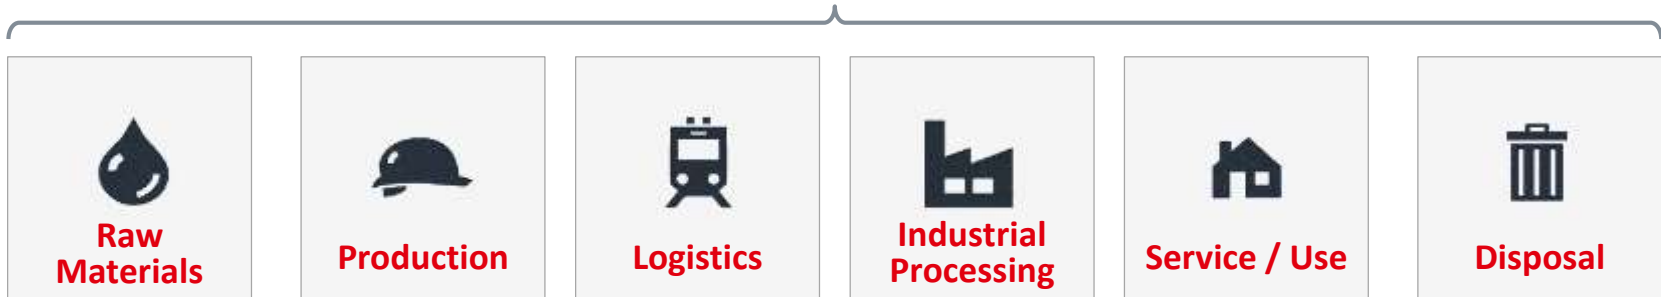 Raw
Materials
Production
Logistics
Industrial
Processing
Service / Use
Disposal